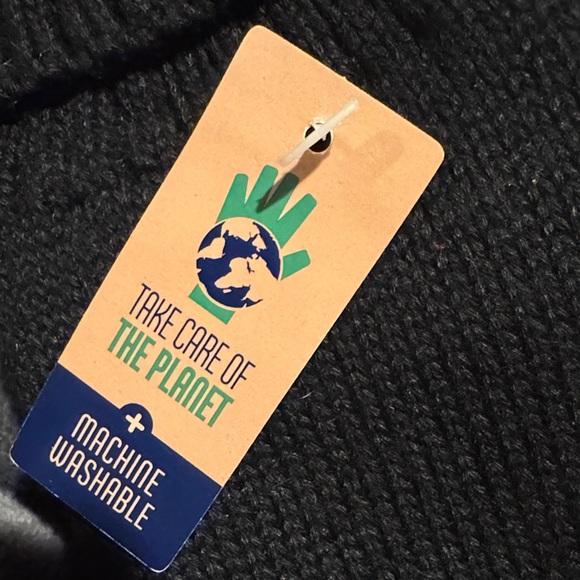 TAKE CARE OF
THE PLANET
+
MACHINE
WASHABLE